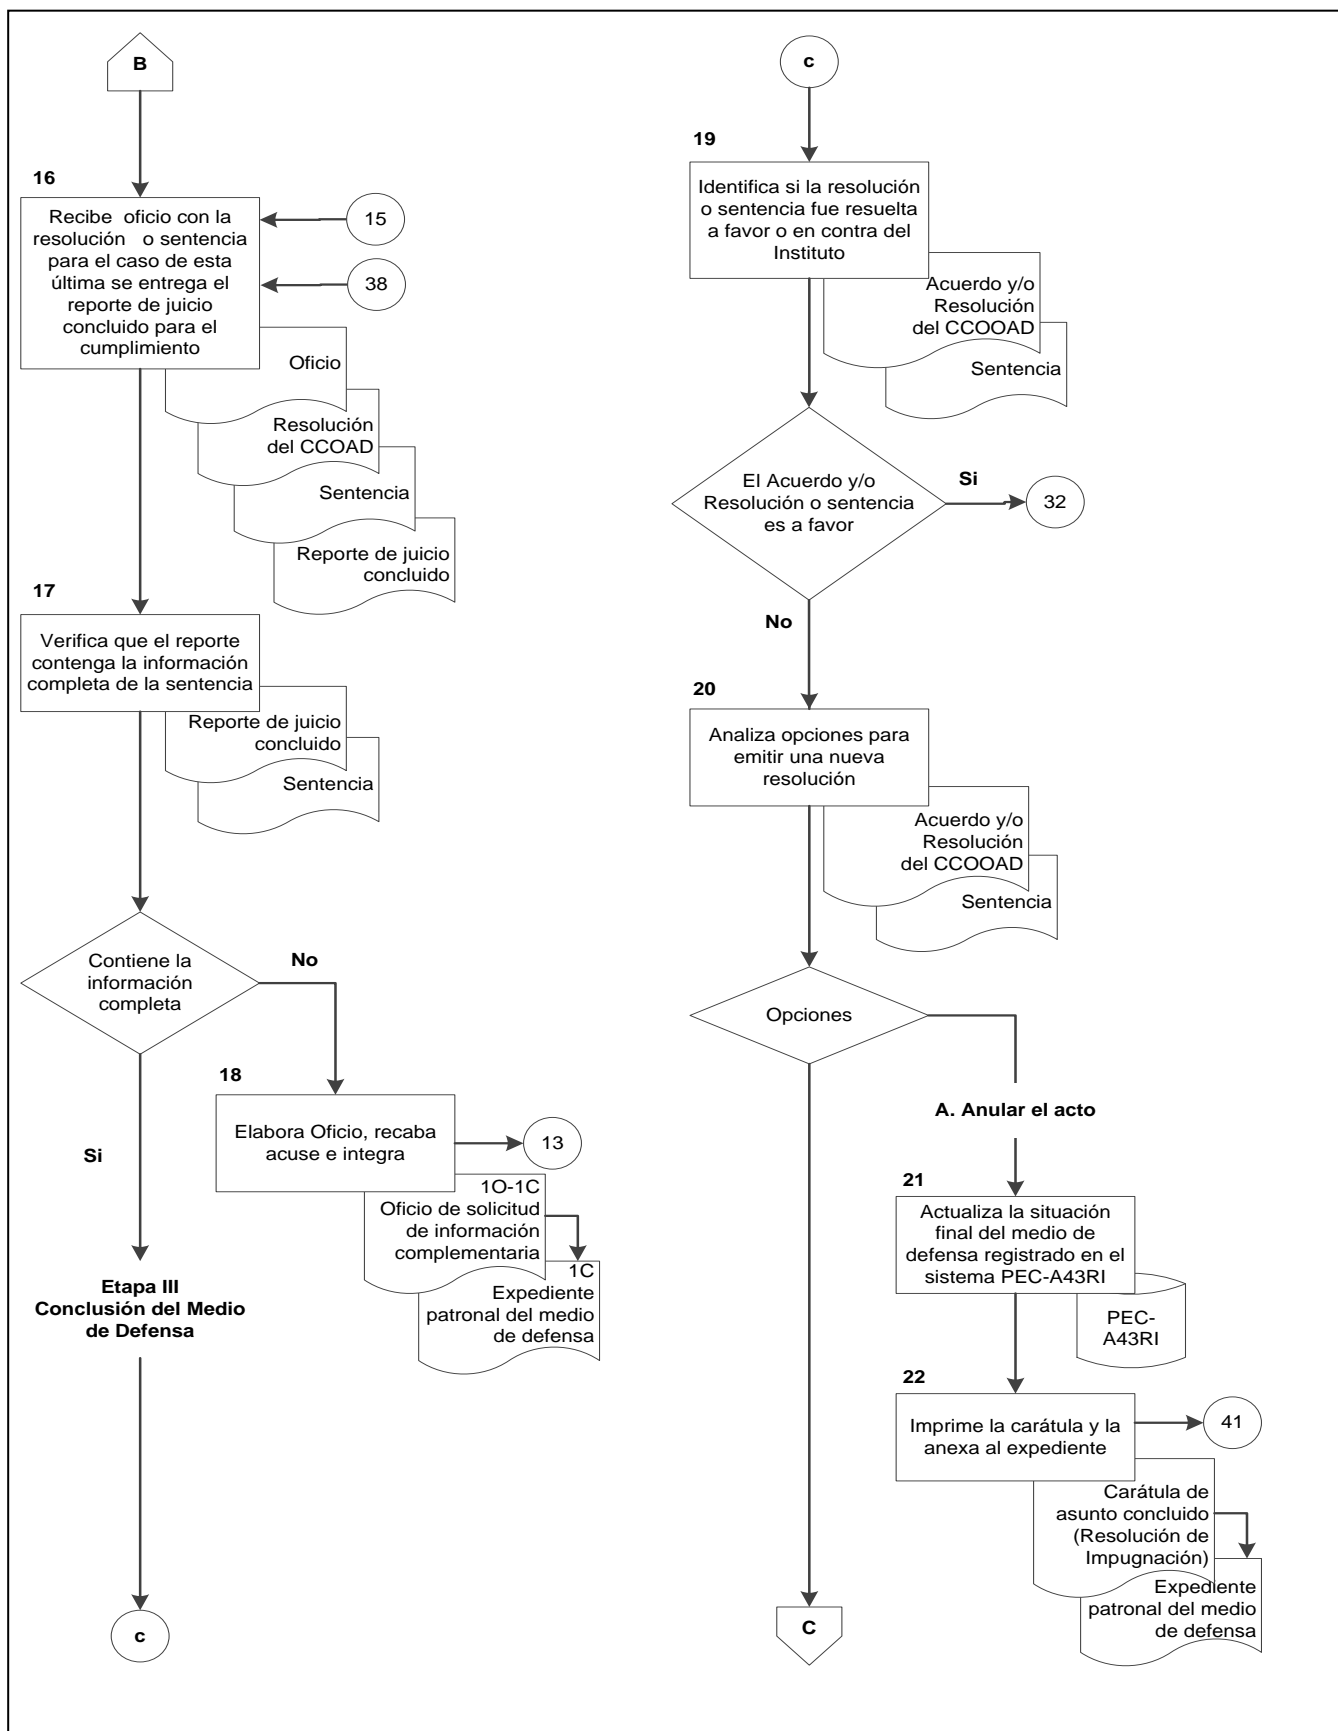 B
16
Recibe oficio con la
resolución o sentencia
para el caso de esta
última se entrega el
reporte de juicio
concluido para el
cumplimiento
15
38
Oficio
Resolución
del CCOAD
Sentencia
Reporte de juicio
concluido
17
Verifica que el reporte
contenga la información
completa de la sentencia
Reporte de juicio
concluido
Sentencia
Contiene la
información
completa
No
18
Elabora Oficio, recaba
acuse e integra
13
1O-1C
Oficio de solicitud
de información
complementaria
1C
Expediente
patronal del medio
de defensa
Si
Etapa III
Conclusión del Medio
de Defensa
c
c
19
Identifica si la resolución
o sentencia fue resuelta
a favor o en contra del
Instituto
Acuerdo y/o
Resolución
del CCOOAD
Sentencia
El Acuerdo y/o
Resolución o sentencia
es a favor
Si
32
No
20
Analiza opciones para
emitir una nueva
resolución
Acuerdo y/o
Resolución
del CCOOAD
Sentencia
Opciones
A. Anular el acto
21
Actualiza la situación
final del medio de
defensa registrado en el
sistema PEC-A43RI
PEC-
A43RI
22
Imprime la carátula y la
anexa al expediente
41
Carátula de
asunto concluido
(Resolución de
Impugnación)
Expediente
patronal del medio
de defensa
C